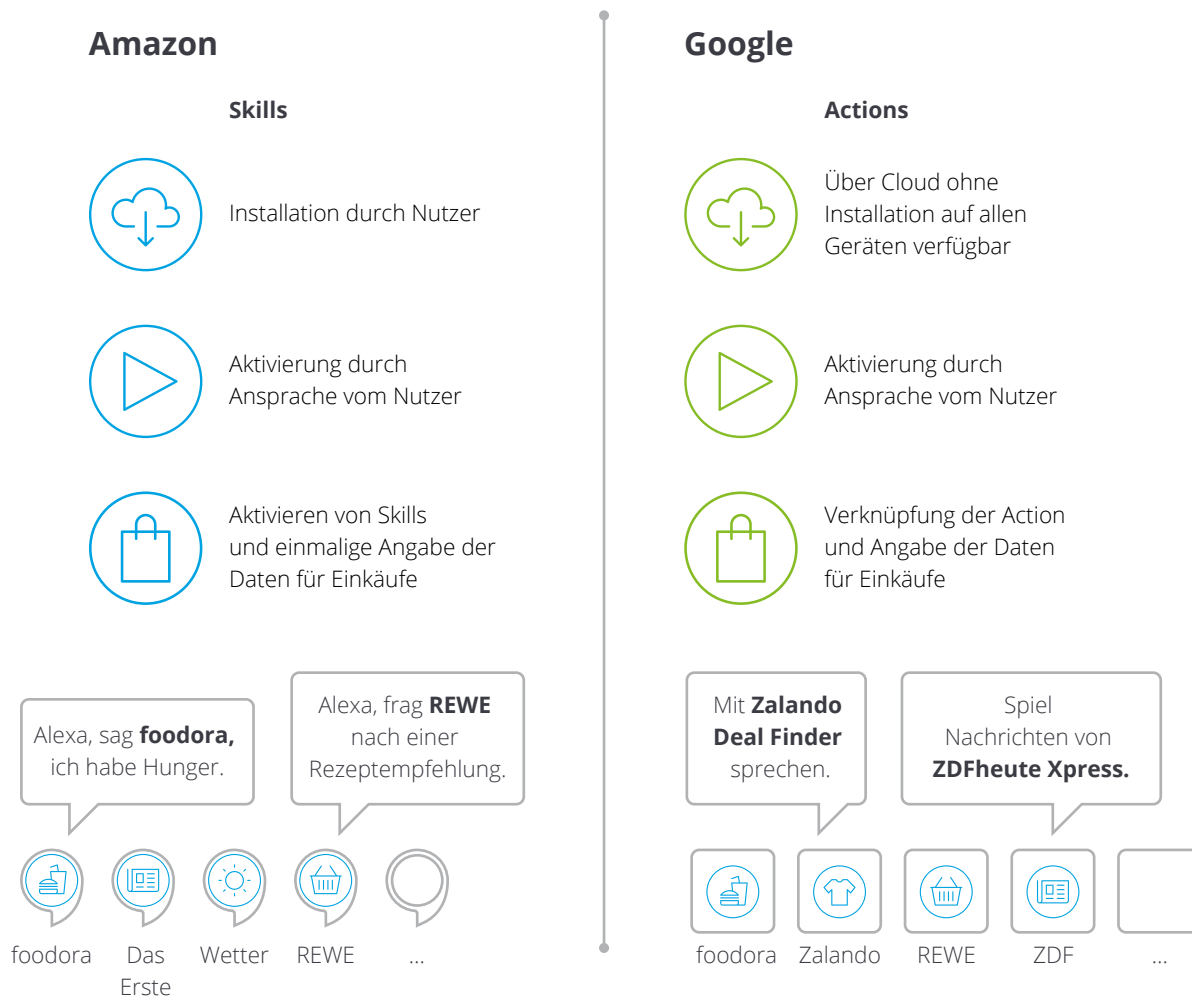 Amazon
Skills
Installation durch Nutzer
Aktivierung durch
Ansprache vom Nutzer
Aktivieren von Skills
und einmalige Angabe der
Daten für Einkäufe
Alexa, sag foodora,
ich habe Hunger.
Alexa, frag REWE
nach einer
Rezeptempfehlung.
foodora
Das
Erste
Wetter
REWE
...
Google
Actions
Über Cloud ohne
Installation auf allen
Geräten verfügbar
Aktivierung durch
Ansprache vom Nutzer
Verknüpfung der Action
und Angabe der Daten
für Einkäufe
Mit Zalando
Deal Finder
sprechen.
Spiel
Nachrichten von
ZDFheute Xpress.
foodora
Zalando
REWE
ZDF
...